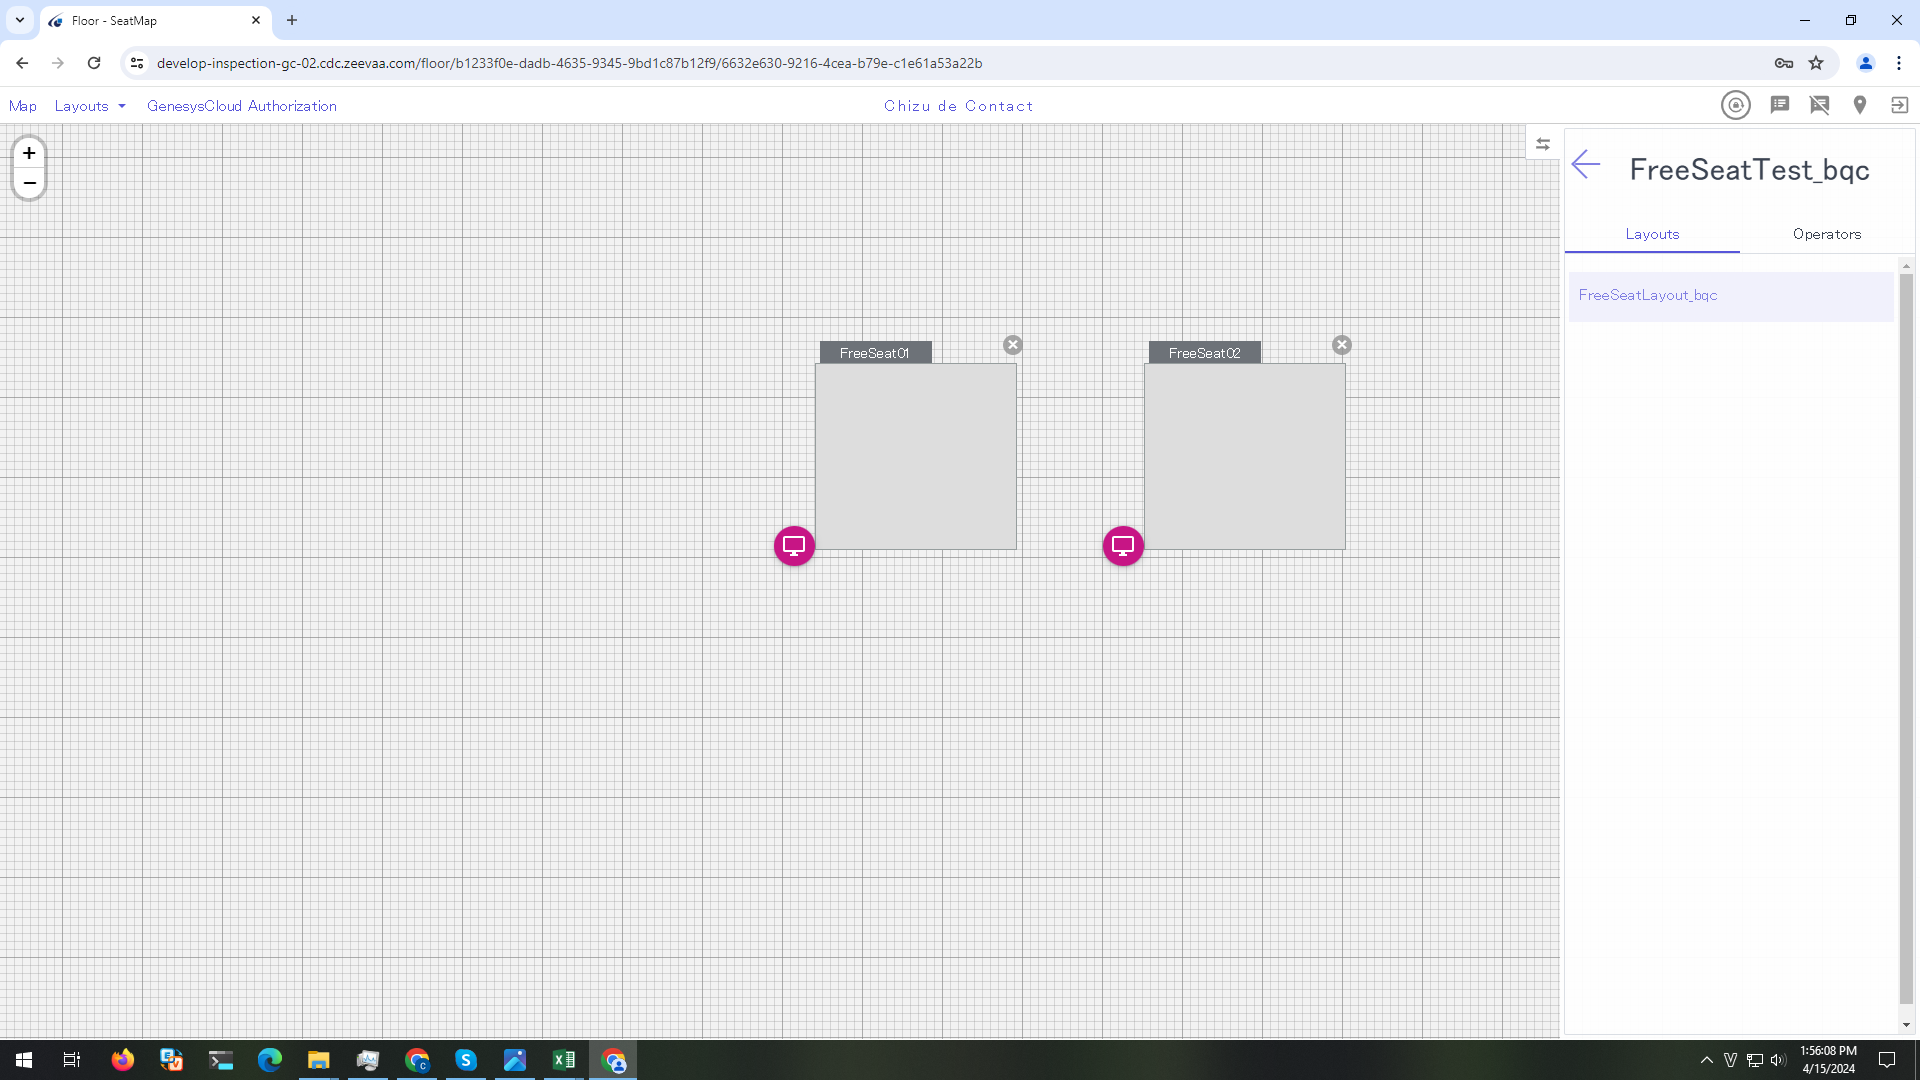 Floor - SeatMap
develop-inspection-gc-02.cdc.zeevaa.com/floor/b1233f0e-dadb-4635-9345-9bd1c87b12f9/6632e630-9216-4cea-b79e-c1e61a53a22b
Map Layouts GenesysCloud Authorization Chizu de Contact
+
−
FreeSeatTest_bqc
Layouts Operators
FreeSeatLayout_bqc
FreeSeat01 FreeSeat02
1:56:08 PM
4/15/2024